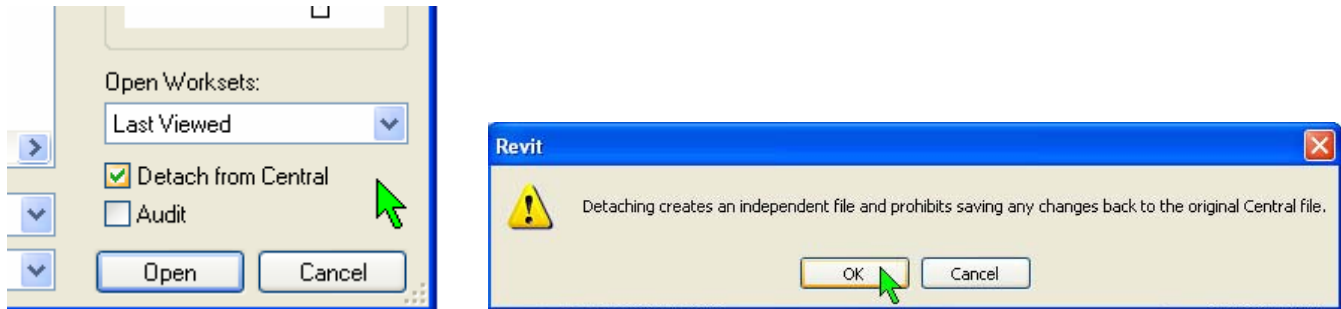 Open Worksets:
Last Viewed
Detach from Central
Audit
Open Cancel
Revit
Detaching creates an independent file and prohibits saving any changes back to the original Central file.
OK Cancel